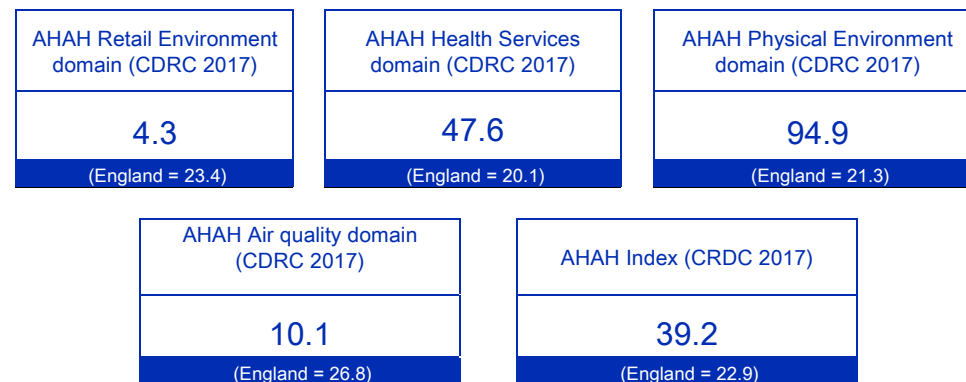 AHAH Retail Environment
domain (CDRC 2017)
4.3
(England = 23.4)
AHAH Health Services
domain (CDRC 2017)
47.6
(England = 20.1)
AHAH Physical Environment
domain (CDRC 2017)
94.9
(England = 21.3)
AHAH Air quality domain
(CDRC 2017)
10.1
(England = 26.8)
AHAH Index (CRDC 2017)
39.2
(England = 22.9)